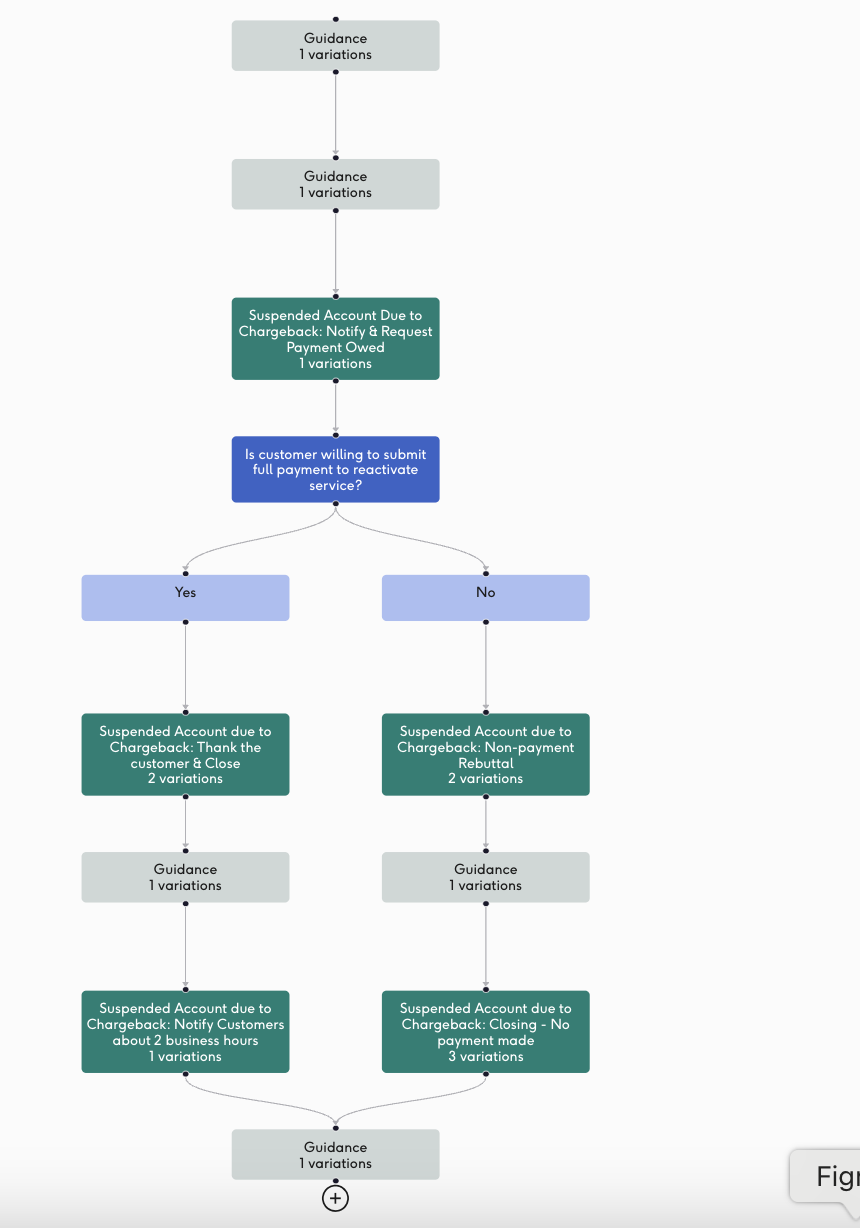 Guidance
1 variations
Guidance
1 variations
Suspended Account Due to
Chargeback: Notify & Request
Payment Owed
1 variations
Is customer willing to submit
full payment to reactivate
service?
Yes
No
Suspended Account due to
Chargeback: Thank the
customer & Close
2 variations
Suspended Account due to
Chargeback: Non-payment
Rebuttal
2 variations
Guidance
1 variations
Guidance
1 variations
Suspended Account due to
Chargeback: Notify Customers
about 2 business hours
1 variations
Suspended Account due to
Chargeback: Closing - No
payment made
3 variations
Guidance
1 variations